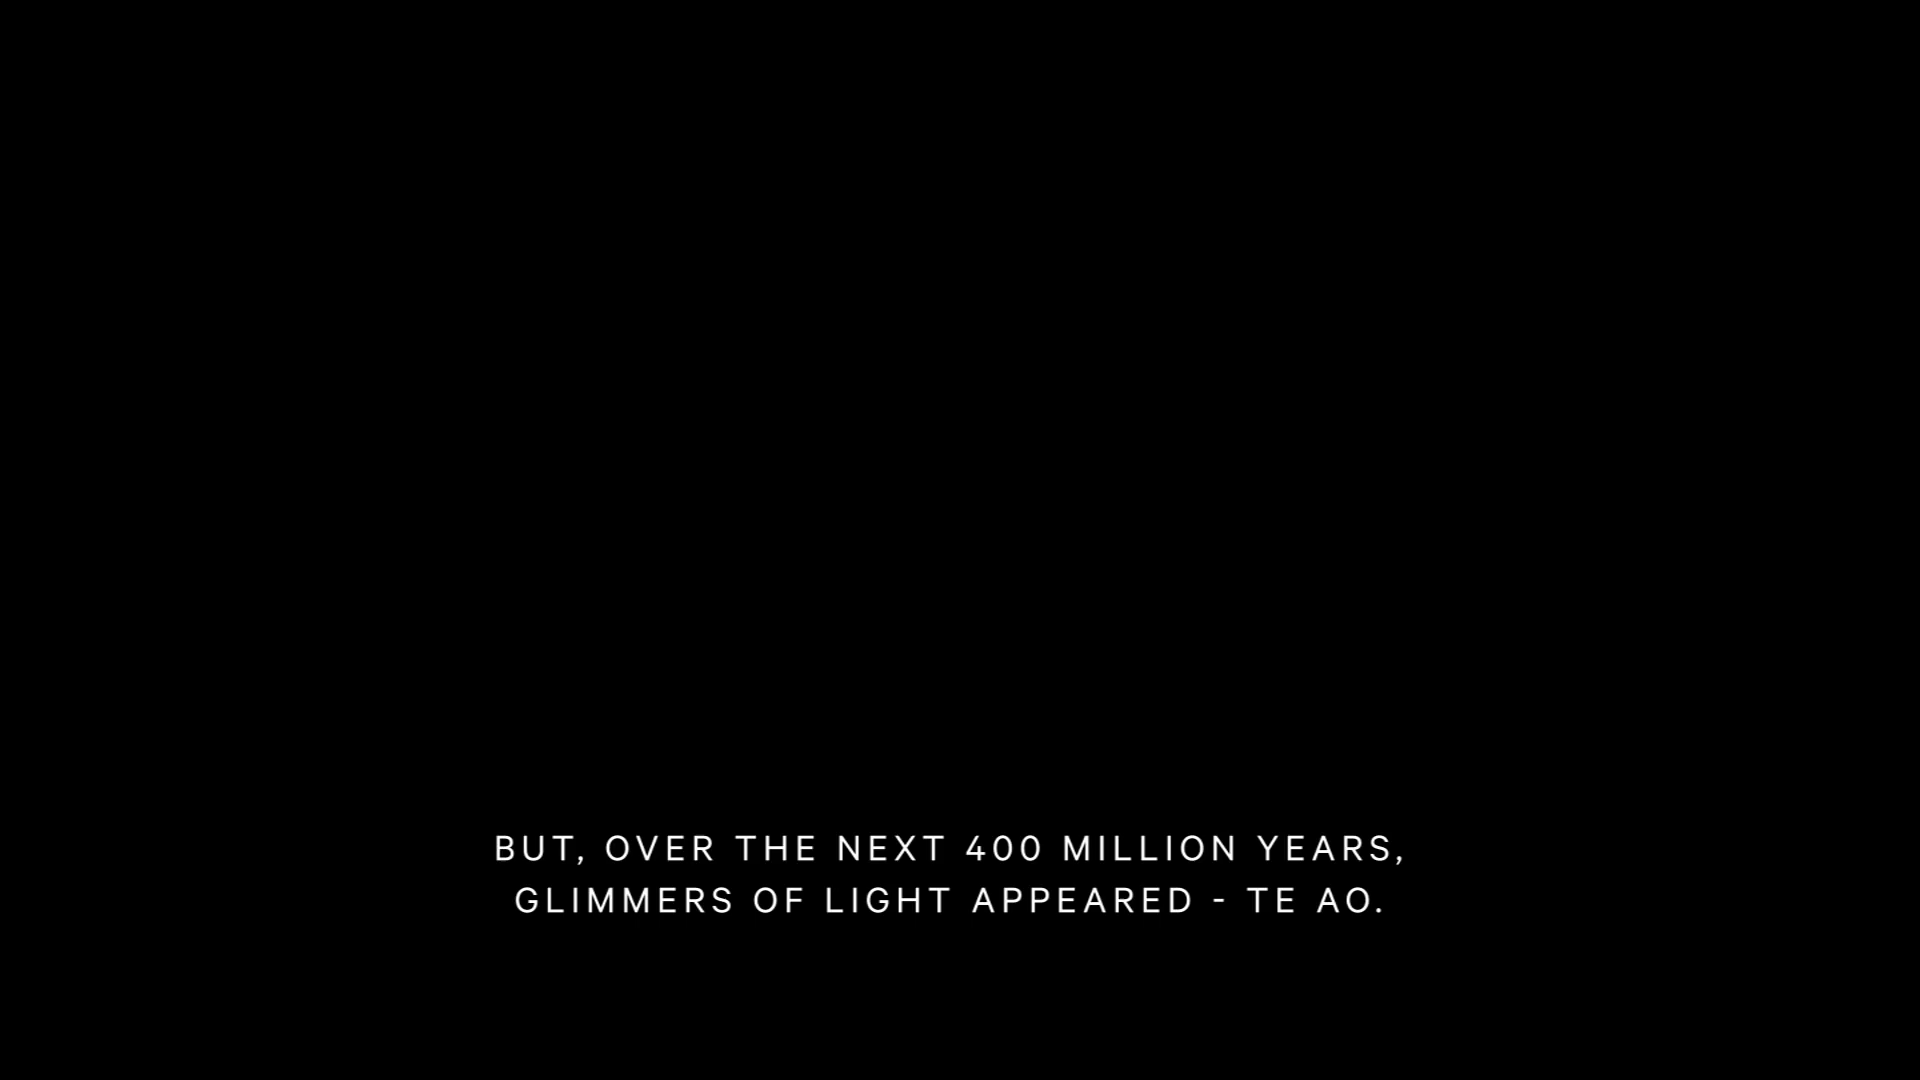 BUT, OVER THE NEXT 400 MILLION YEARS,
GLIMMERS OF LIGHT APPEARED - TE AO.